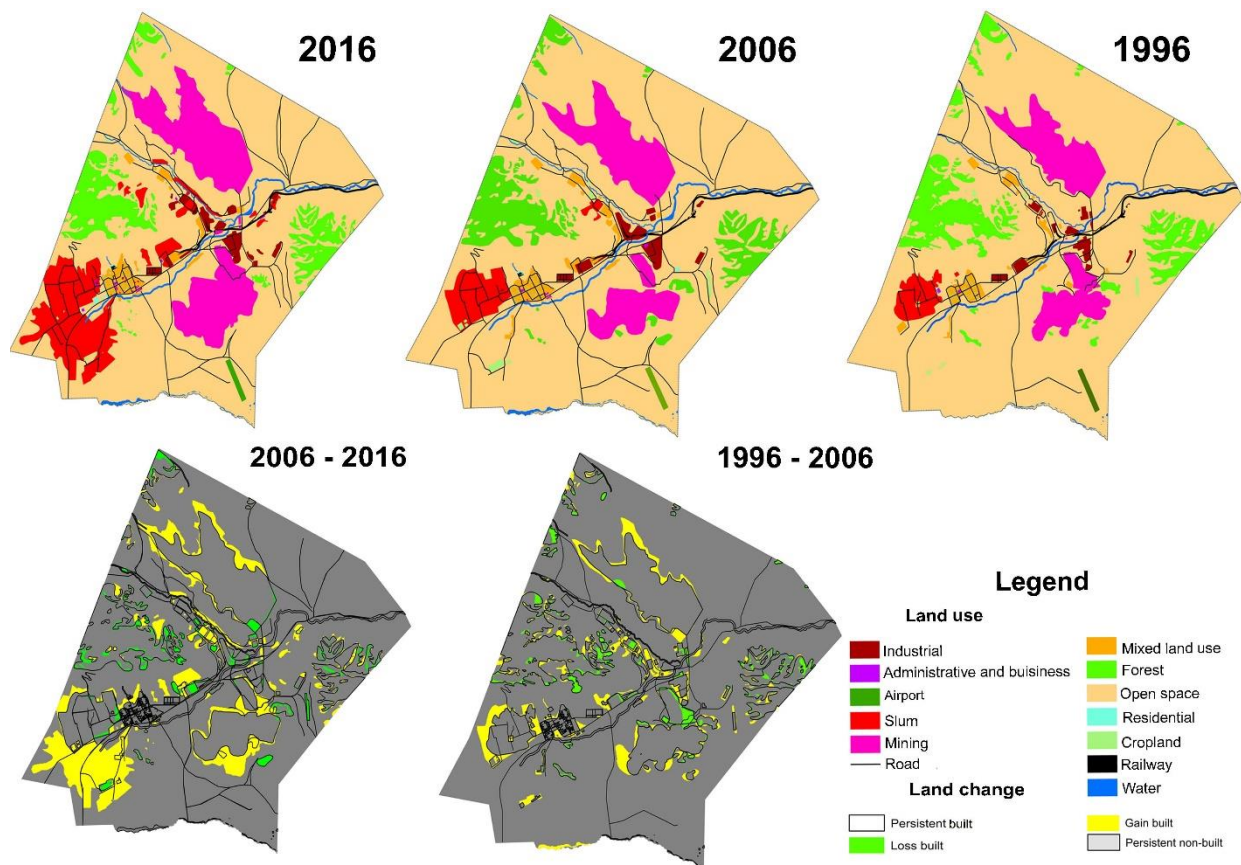 2016
2006
1996
2006 - 2016
1996 - 2006
Legend
Land use
Industrial
Administrative and buisiness
Airport
Slum
Mining
Road
Mixed land use
Forest
Open space
Residential
Cropland
Railway
Water
Land change
Persistent built
Loss built
Gain built
Persistent non-built